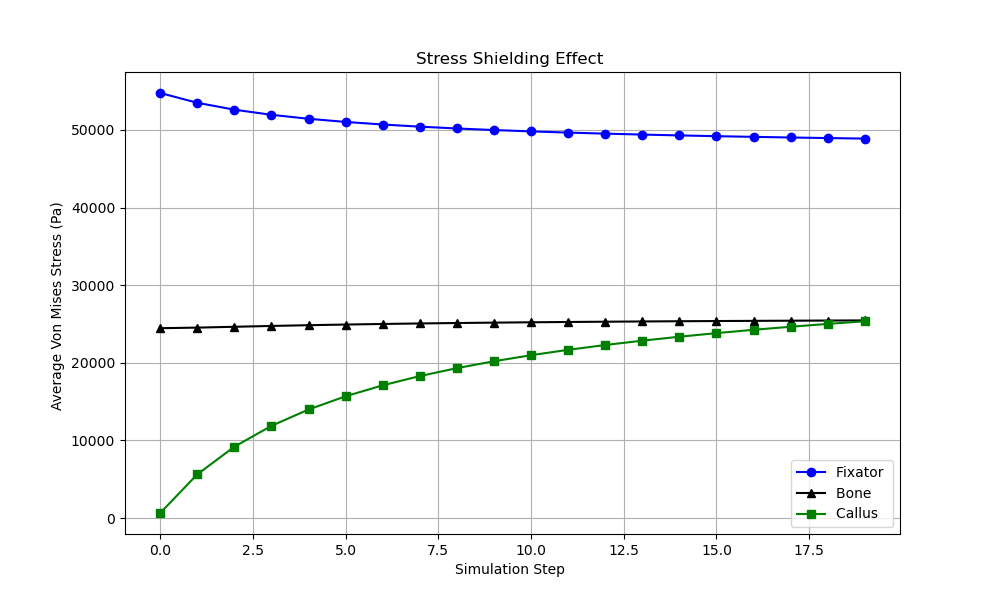 Stress Shielding Effect
Average Von Mises Stress (Pa)
50000
40000
30000
20000
10000
0
Fixator
Bone
Callus
0.0 2.5 5.0 7.5 10.0 12.5 15.0 17.5
Simulation Step